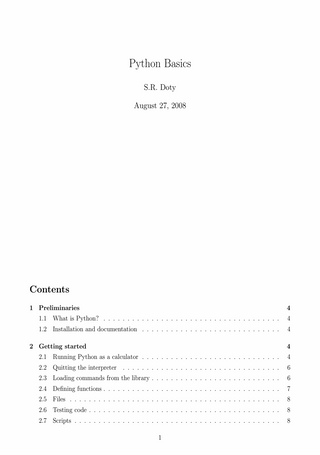 Python Basics
S.R. Doty
August 27, 2008
Contents
1 Preliminaries 4
1.1 What is Python? . . . . . . . . . . . . . . . . . . . . . . . . . . . . . . . . . . 4
1.2 Installation and documentation . . . . . . . . . . . . . . . . . . . . . . . . . . 4
2 Getting started 4
2.1 Running Python as a calculator . . . . . . . . . . . . . . . . . . . . . . . . . . 4
2.2 Quitting the interpreter . . . . . . . . . . . . . . . . . . . . . . . . . . . . . . 6
2.3 Loading commands from the library . . . . . . . . . . . . . . . . . . . . . . . . 6
2.4 Defining functions . . . . . . . . . . . . . . . . . . . . . . . . . . . . . . . . . 7
2.5 Files . . . . . . . . . . . . . . . . . . . . . . . . . . . . . . . . . . . . . . . . 8
2.6 Testing code . . . . . . . . . . . . . . . . . . . . . . . . . . . . . . . . . . . . 8
2.7 Scripts . . . . . . . . . . . . . . . . . . . . . . . . . . . . . . . . . . . . . . . 8
1